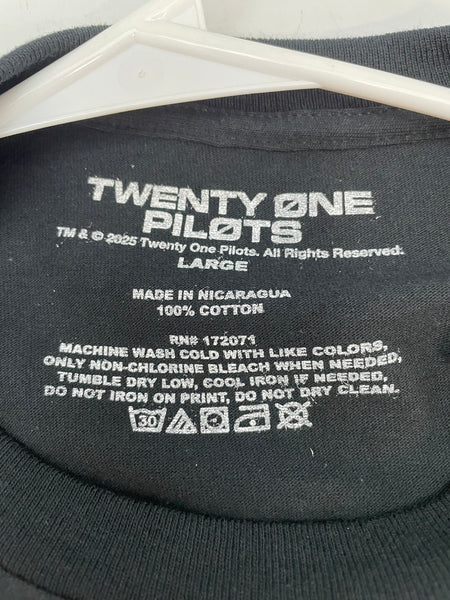 TWENTY ØNE
PILØTS
TM & © 2025 Twenty One Pilots. All Rights Reserved.
LARGE
MADE IN NICARAGUA
100% COTTON
RN# 172071
MACHINE WASH COLD WITH LIKE COLORS,
ONLY NON-CHLORINE BLEACH WHEN NEEDED,
TUMBLE DRY LOW, COOL IRON IF NEEDED,
DO NOT IRON ON PRINT, DO NOT DRY CLEAN.
30